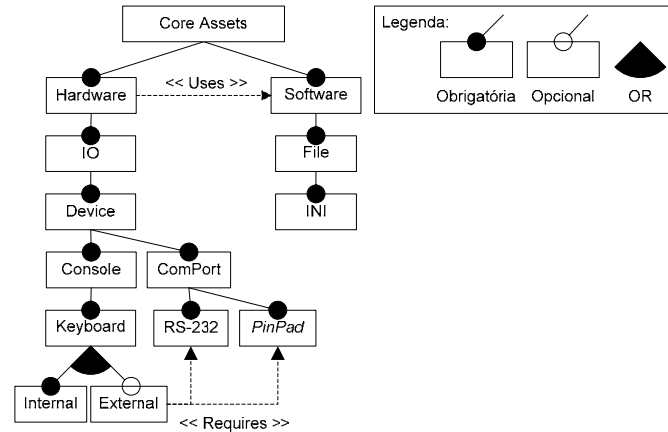 Core Assets
Legenda:
Obrigatória
Opcional
OR
Hardware
<< Uses >>
Software
IO
File
Device
INI
Console
ComPort
Keyboard
RS-232
PinPad
Internal
External
<< Requires >>